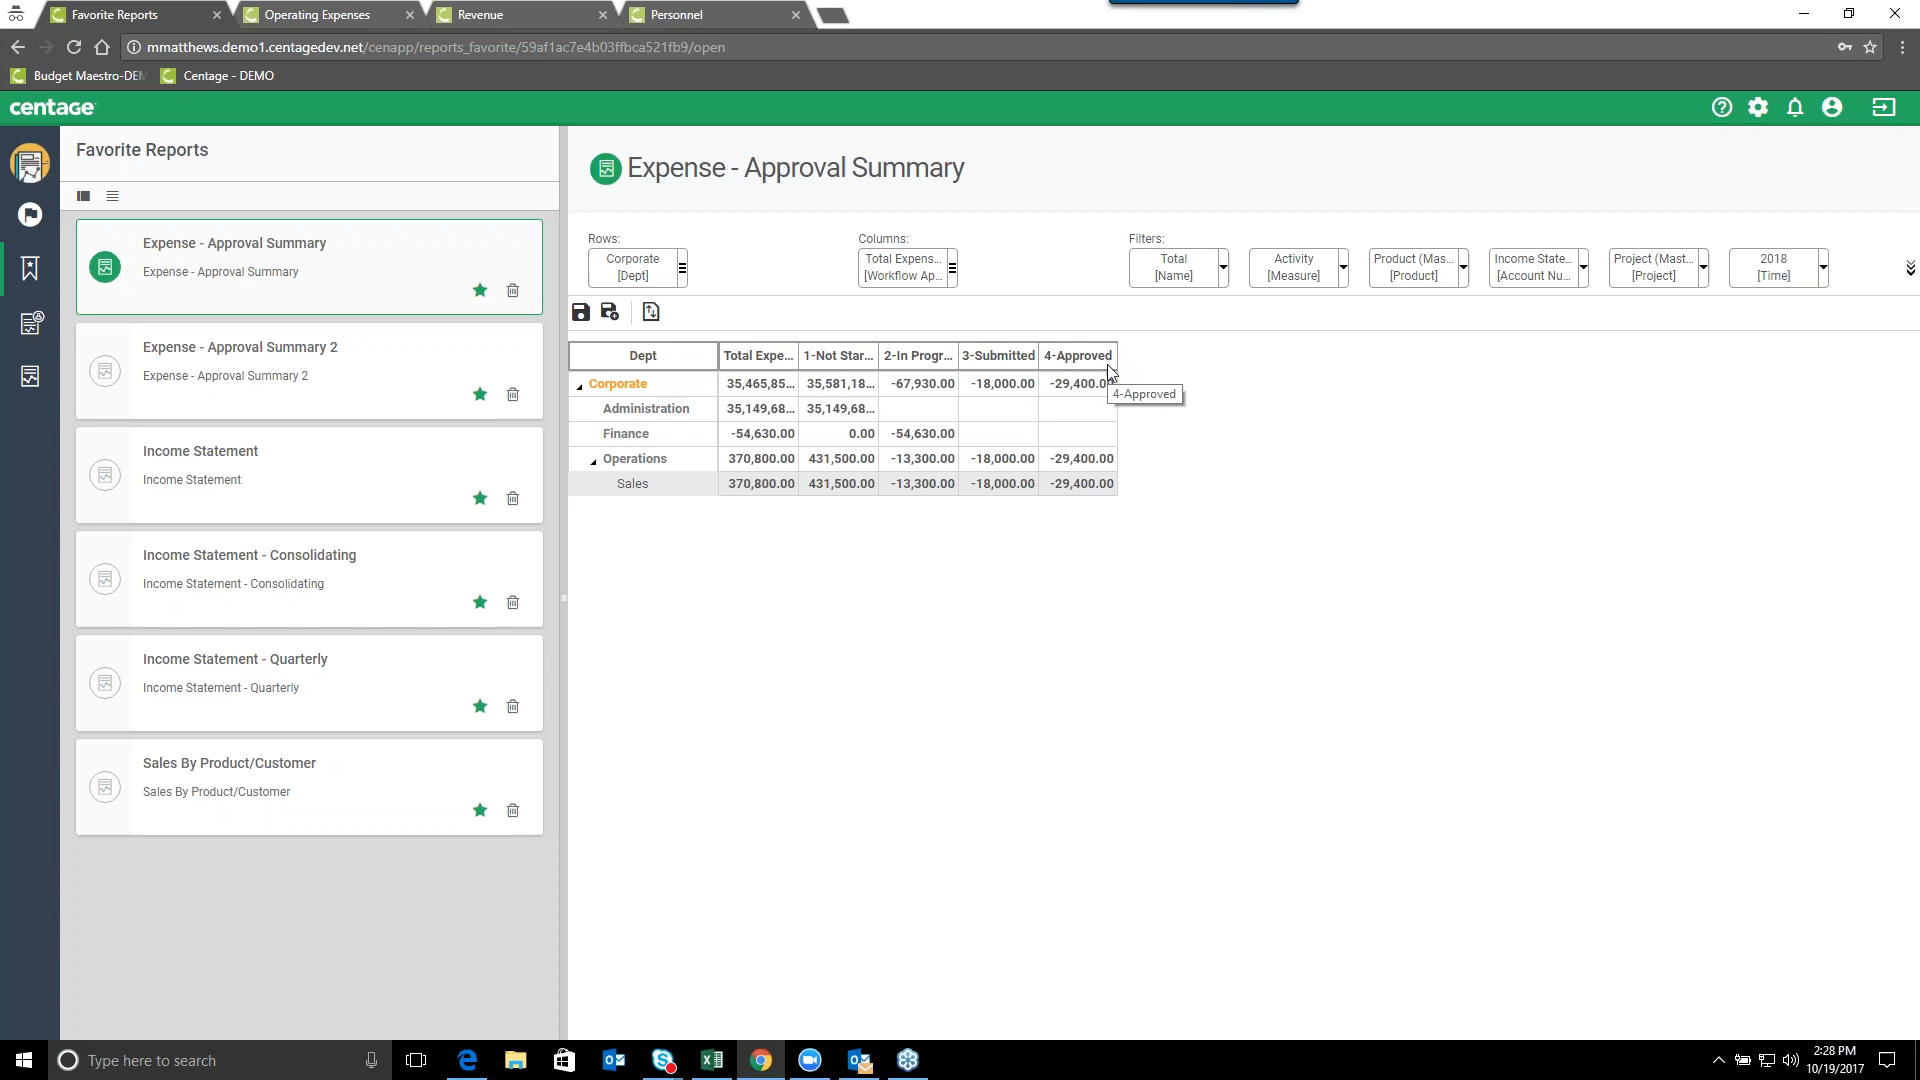 Favorite Reports
Operating Expenses
Revenue
Personnel
mmatthews.demo1.centagedev.net/cenapp/reports_favorite/59af1ac7e4b03ffbca521fb9/open
Budget Maestro-DEM
Centage - DEMO
centage
Favorite Reports
Expense - Approval Summary
Expense - Approval Summary
Expense - Approval Summary 2
Expense - Approval Summary 2
Income Statement
Income Statement
Income Statement - Consolidating
Income Statement - Consolidating
Income Statement - Quarterly
Income Statement - Quarterly
Sales By Product/Customer
Sales By Product/Customer
Expense - Approval Summary
Rows: Columns: Filters:
Corporate [Dept]
Total Expens... [Workflow Ap...
Total [Name]
Activity [Measure]
Product (Mas... [Product]
Income State... [Account Nu...
Project (Mast... [Project]
2018 [Time]
Dept Total Expe... 1-Not Star... 2-In Progr... 3-Submitted 4-Approved
Corporate 35,465,85... 35,581,18... -67,930.00 -18,000.00 -29,400.00
4-Approved
Administration 35,149,68... 35,149,68...
Finance -54,630.00 0.00 -54,630.00
Operations 370,800.00 431,500.00 -13,300.00 -18,000.00 -29,400.00
Sales 370,800.00 431,500.00 -13,300.00 -18,000.00 -29,400.00
Type here to search
2:28 PM
10/19/2017